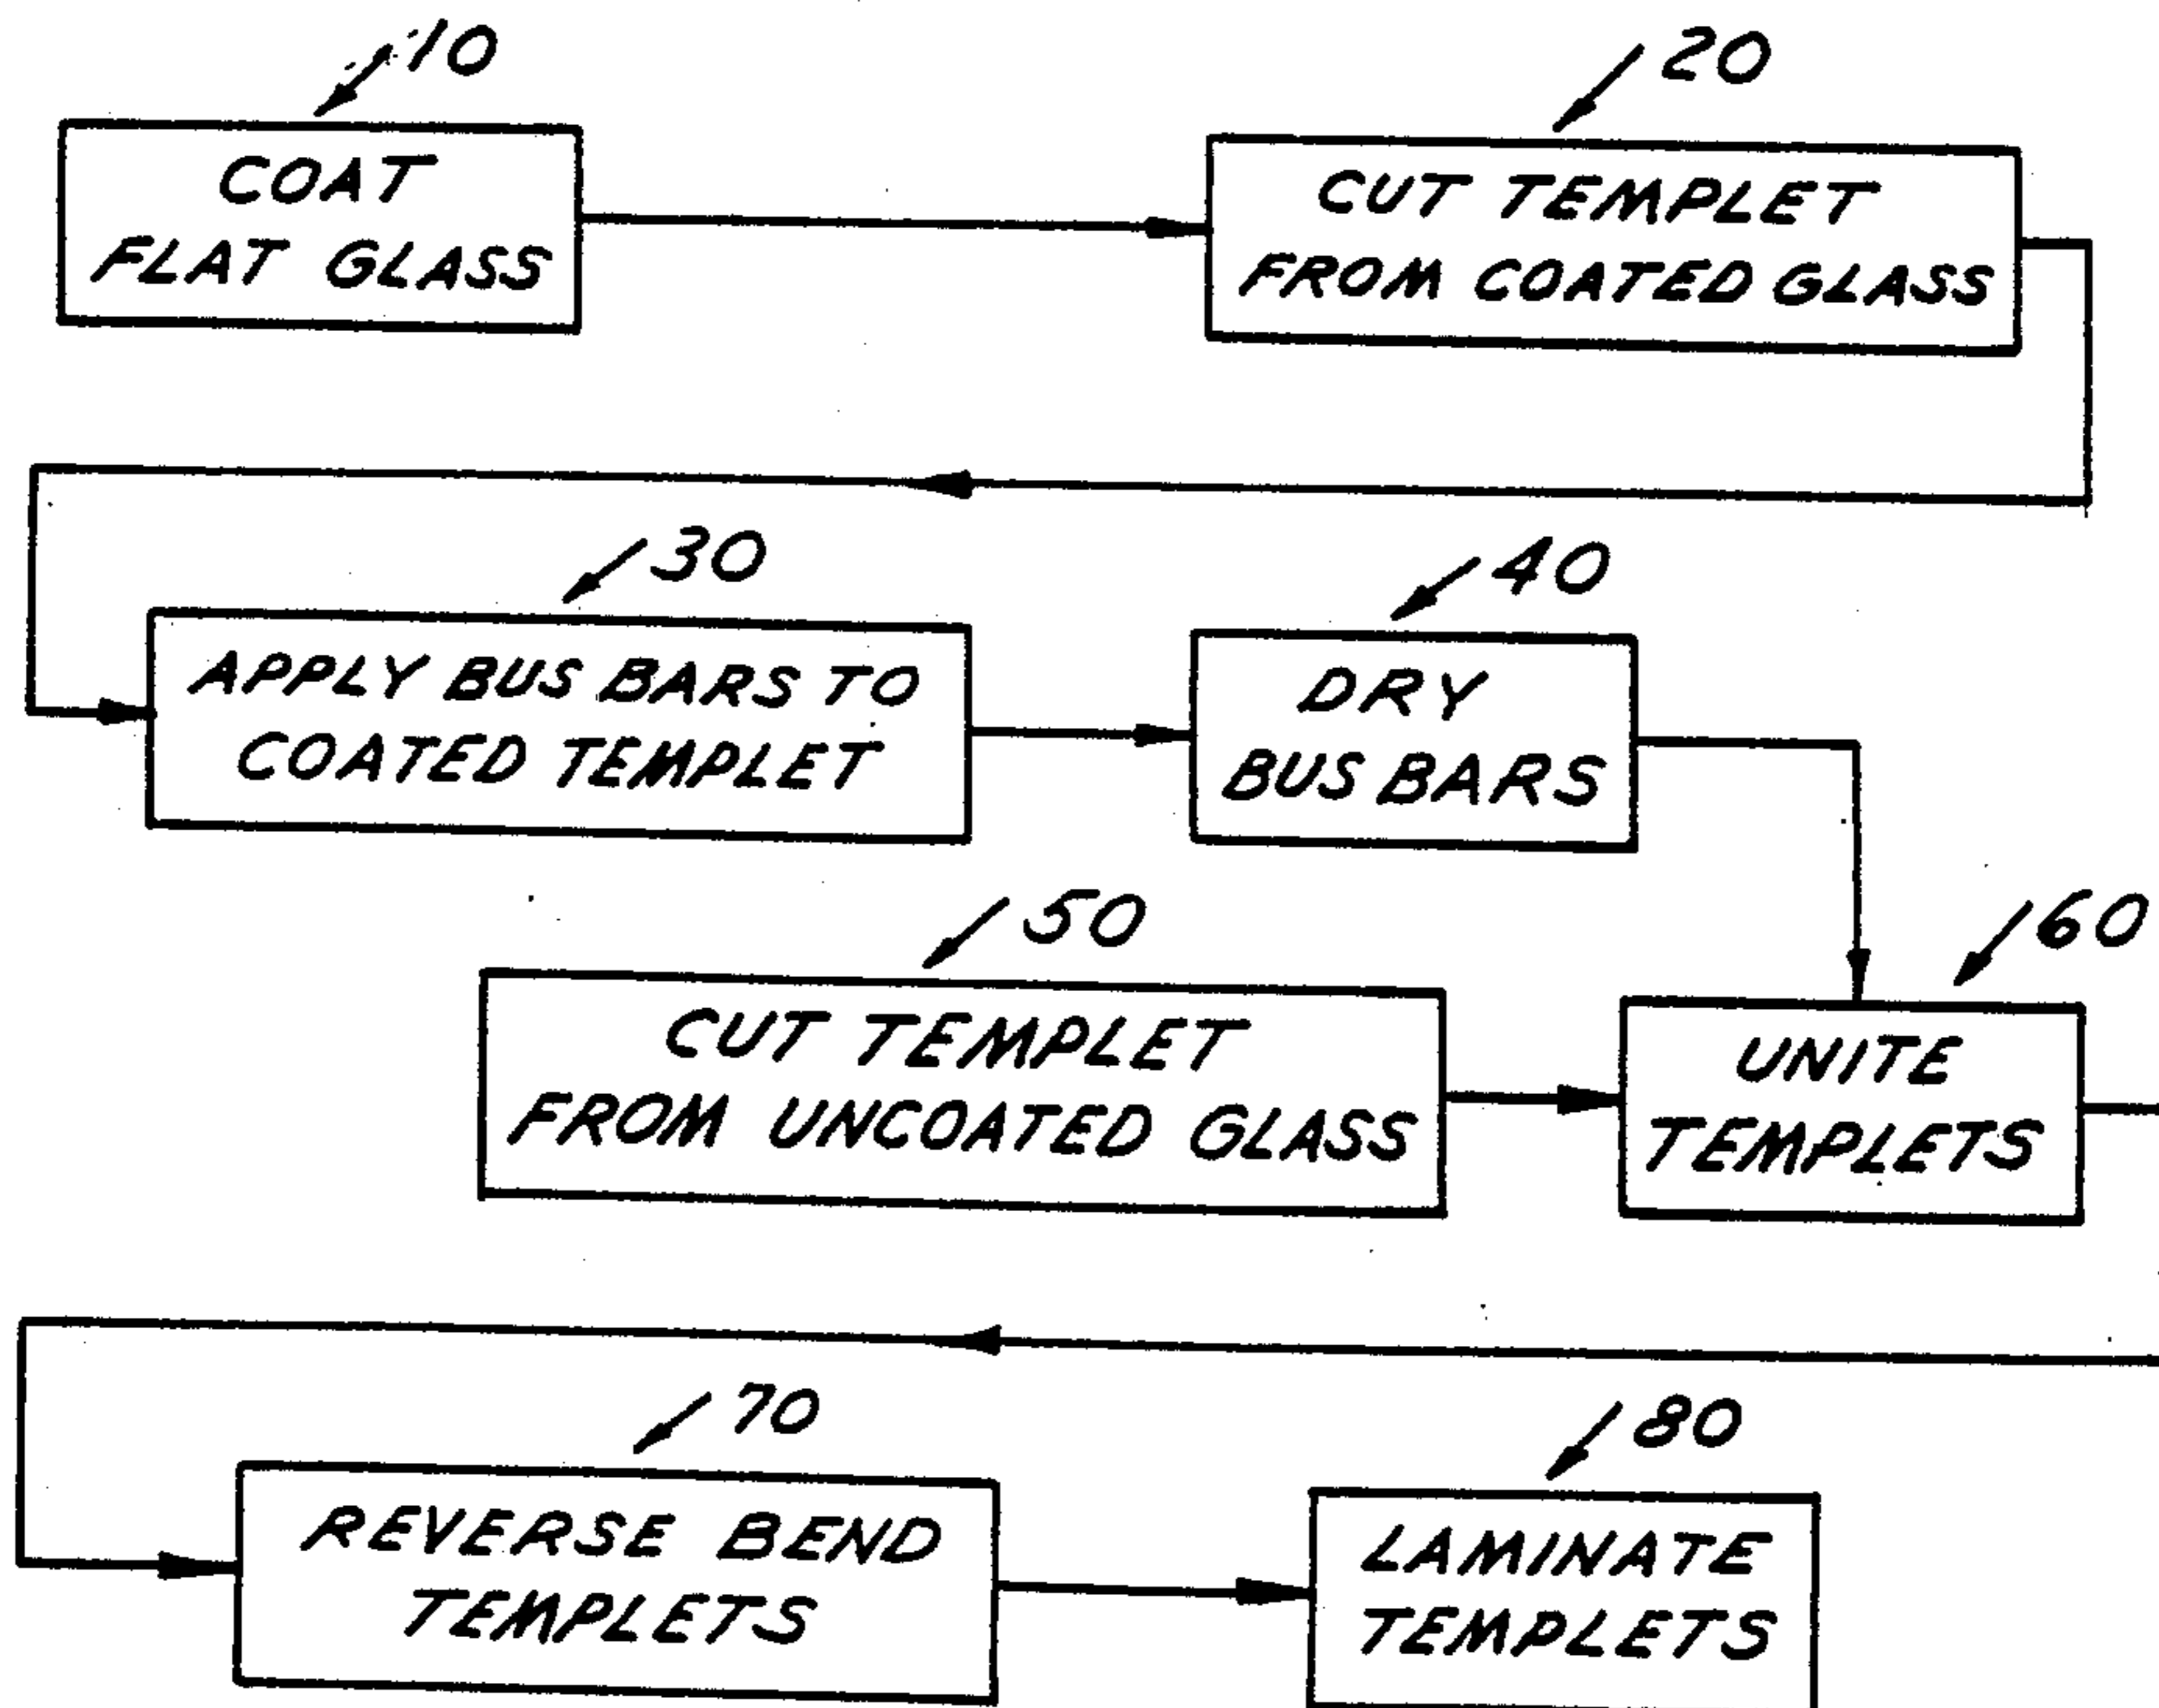 10
COAT
FLAT GLASS
20
CUT TEMPLET
FROM COATED GLASS
30
APPLY BUS BARS TO
COATED TEMPLET
40
DRY
BUS BARS
50
CUT TEMPLET
FROM UNCOATED GLASS
60
UNITE
TEMPLETS
70
REVERSE BEND
TEMPLETS
80
LAMINATE
TEMPLETS